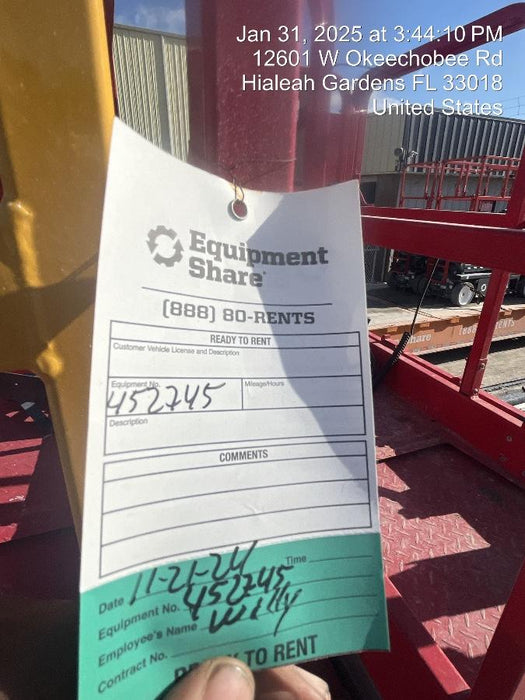 Jan 31, 2025 at 3:44:10 PM
12601 W Okeechobee Rd
Hialeah Gardens FL 33018
United States
Equipment
Share
(888) 80-RENTS
READY TO RENT
Customer Vehicle License and Description
Equipment No. Mileage/Hours
452745
Description
COMMENTS
Date 11-21-24 Time
Equipment No. 452745
Employee's Name Willy
Contract No.
TO RENT
Share